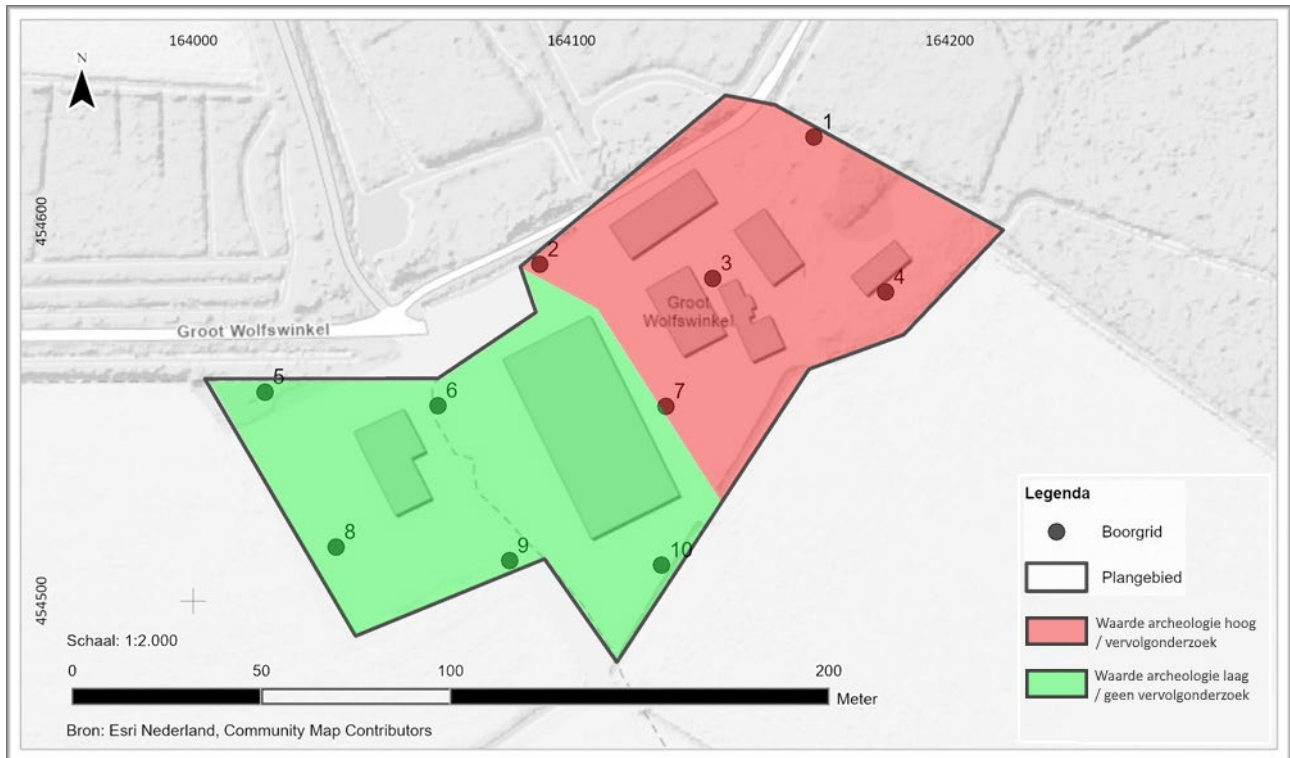 164000
164100
164200
N
1
454600
2
3
4
Groot
Wolfswinkel
Groot Wolfswinkel
5
6
7
8
9
10
454500
Legenda
Boorgrid
Plangebied
Waarde archeologie hoog
/ vervolgonderzoek
Waarde archeologie laag
/ geen vervolgonderzoek
Schaal: 1:2.000
0 50 100 200
Meter
Bron: Esri Nederland, Community Map Contributors